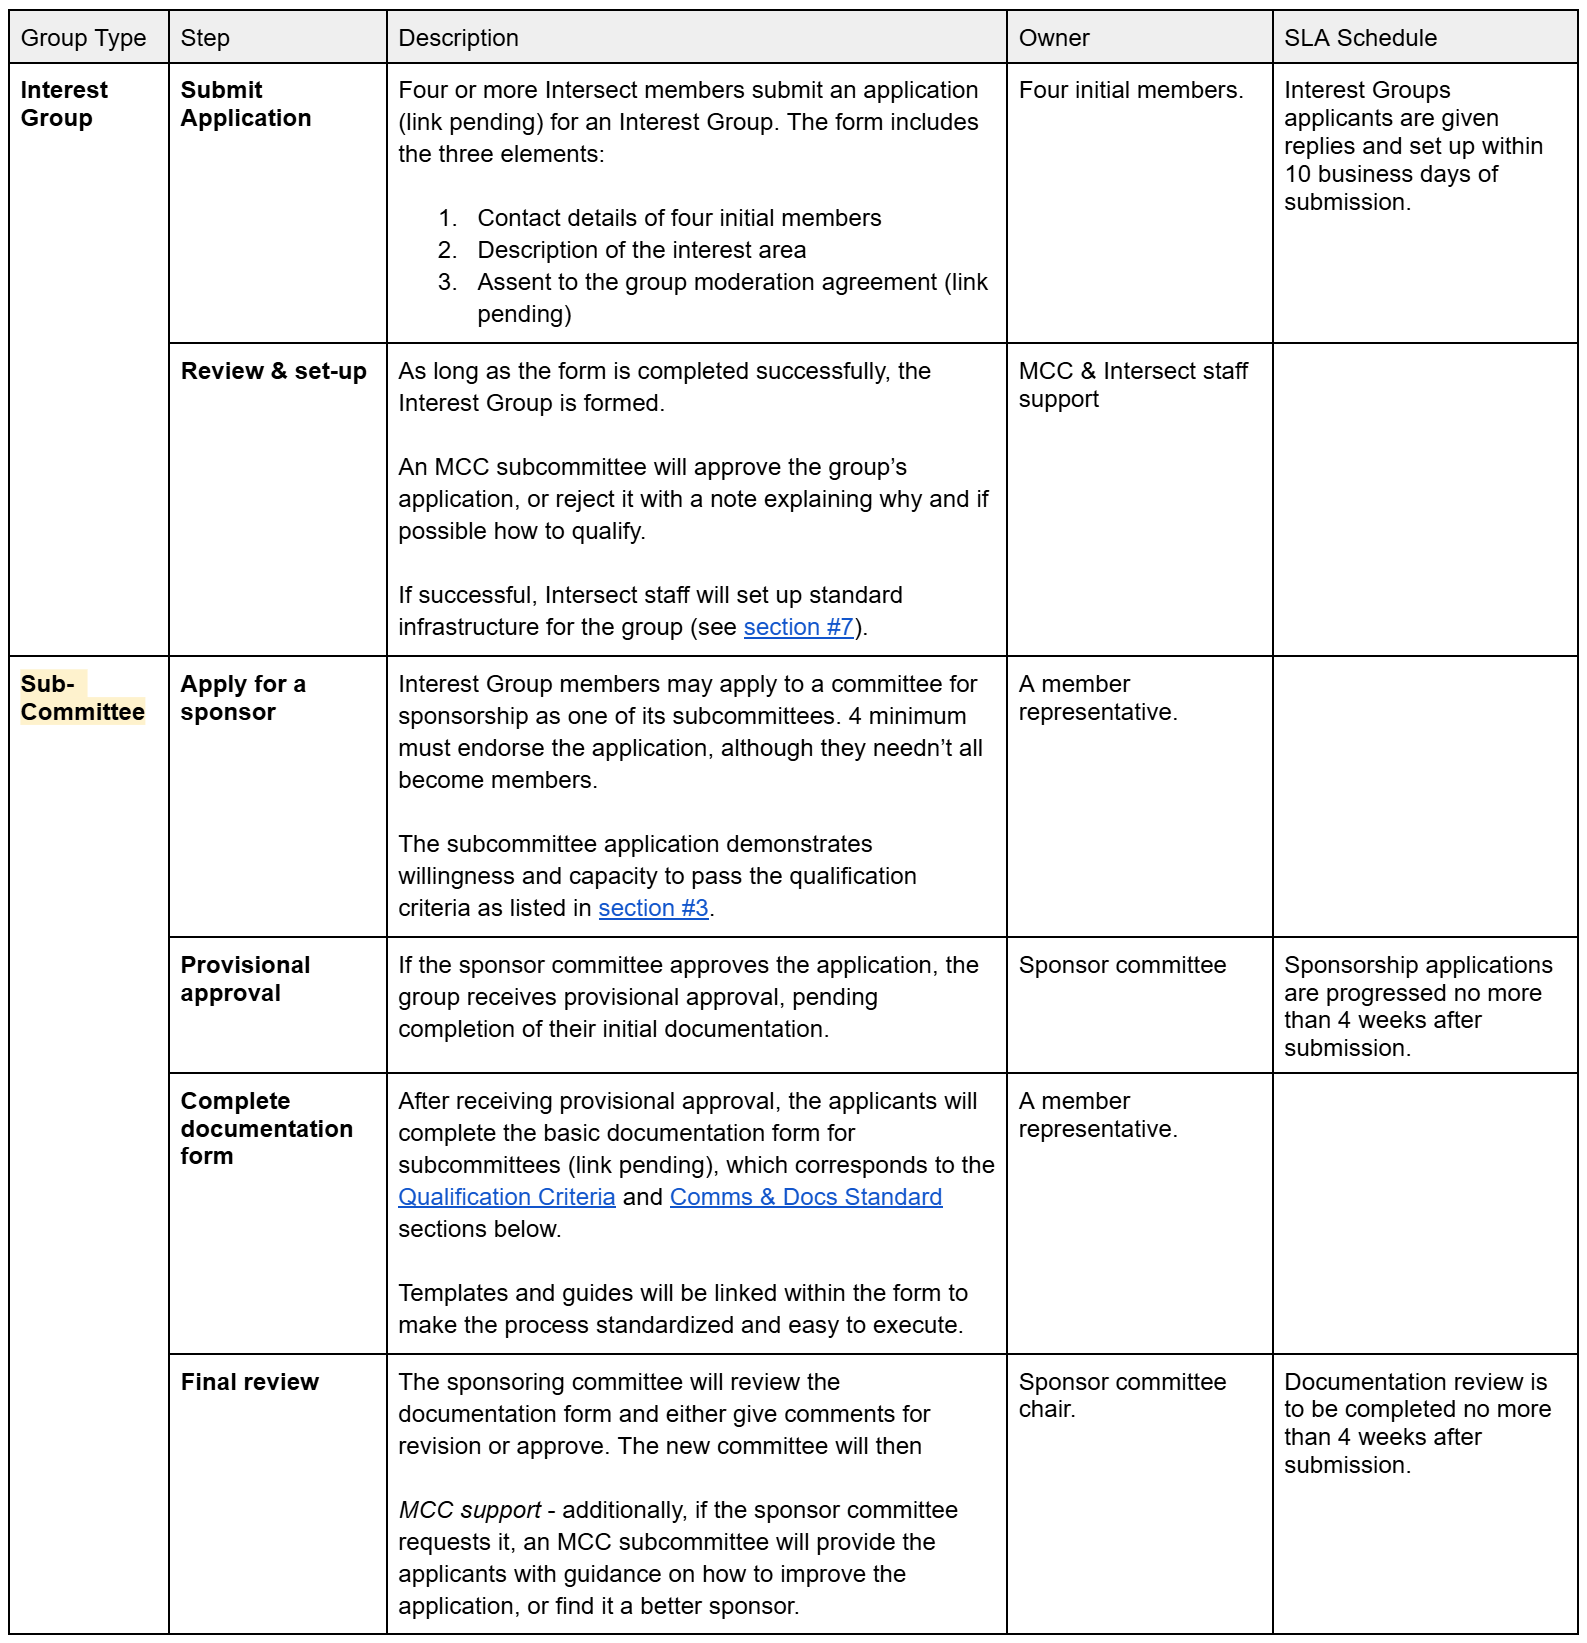 Group Type
Step
Description
Owner
SLA Schedule
Interest
Group
Submit
Application
Four or more Intersect members submit an application
(link pending) for an Interest Group. The form includes
the three elements:
1. Contact details of four initial members
2. Description of the interest area
3. Assent to the group moderation agreement (link
pending)
Four initial members.
Interest Groups
applicants are given
replies and set up within
10 business days of
submission.
Review & set-up
As long as the form is completed successfully, the
Interest Group is formed.
An MCC subcommittee will approve the group’s
application, or reject it with a note explaining why and if
possible how to qualify.
If successful, Intersect staff will set up standard
infrastructure for the group (see section #7).
MCC & Intersect staff
support
Sub-
Committee
Apply for a
sponsor
Interest Group members may apply to a committee for
sponsorship as one of its subcommittees. 4 minimum
must endorse the application, although they needn’t all
become members.
The subcommittee application demonstrates
willingness and capacity to pass the qualification
criteria as listed in section #3.
A member
representative.
Provisional
approval
If the sponsor committee approves the application, the
group receives provisional approval, pending
completion of their initial documentation.
Sponsor committee
Sponsorship applications
are progressed no more
than 4 weeks after
submission.
Complete
documentation
form
After receiving provisional approval, the applicants will
complete the basic documentation form for
subcommittees (link pending), which corresponds to the
Qualification Criteria and Comms & Docs Standard
sections below.
Templates and guides will be linked within the form to
make the process standardized and easy to execute.
A member
representative.
Final review
The sponsoring committee will review the
documentation form and either give comments for
revision or approve. The new committee will then
MCC support - additionally, if the sponsor committee
requests it, an MCC subcommittee will provide the
applicants with guidance on how to improve the
application, or find it a better sponsor.
Sponsor committee
chair.
Documentation review is
to be completed no more
than 4 weeks after
submission.